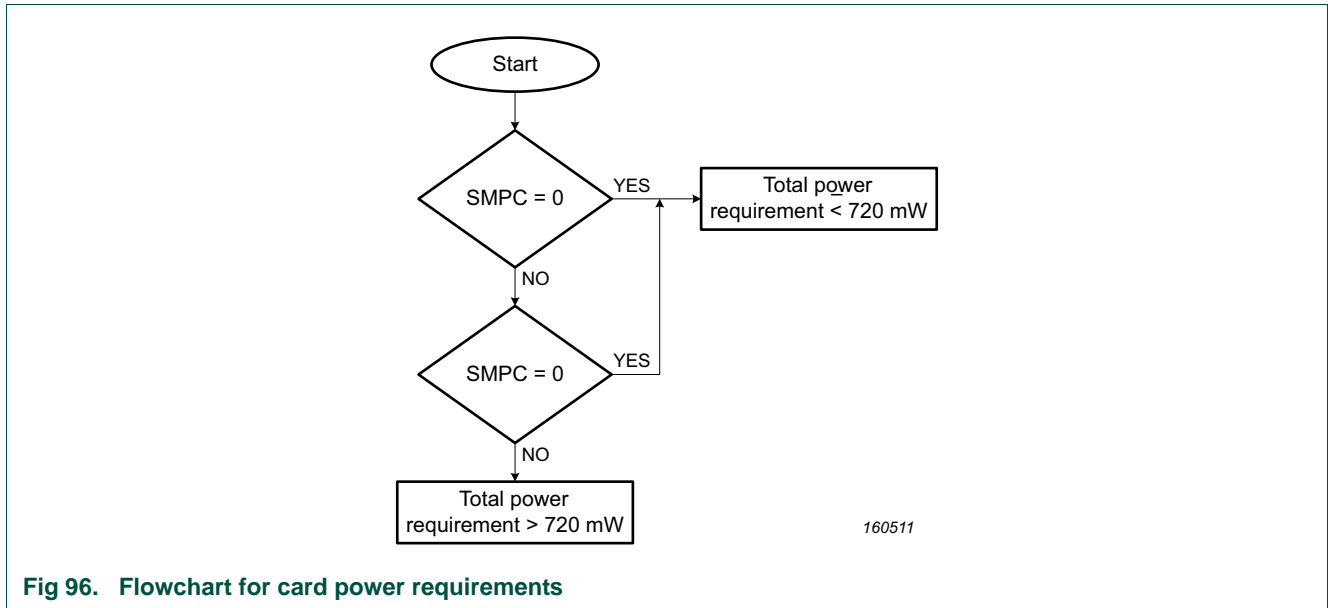 Start
SMPC = 0
YES
Total power
requirement < 720 mW
NO
SMPC = 0
YES
NO
Total power
requirement > 720 mW
160511
Fig 96. Flowchart for card power requirements